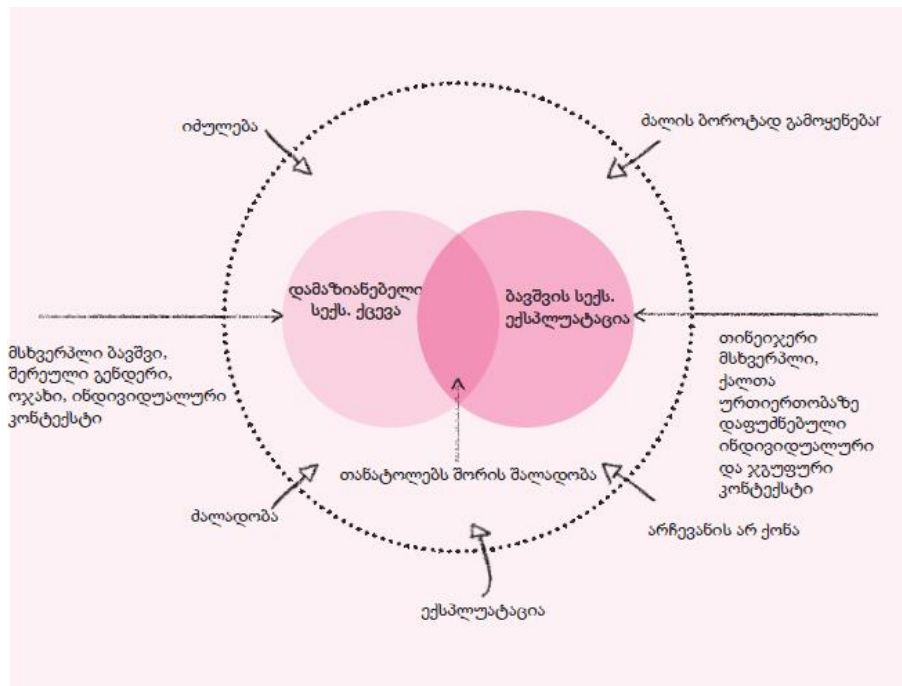 იძულება
ძალის ბოროტად გამოყენება
დამაზიანებელი
სექს. ქცევა
ბავშვის სექს.
ექსპლუატაცია
მსხვერპლი ბავშვი,
შერეული გენდერი,
ოჯახი, ინდივიდუალური
კონტექსტი
თინეიჯერი
მსხვერპლი,
ქალთა
ურთიერთობაზე
დაფუძნებული
ინდივიდუალური
და ჯგუფური
კონტექსტი
თანატოლებს შორის შალადობა
ძალადობა
არჩევანის არ ქონა
ექსპლუატაცია